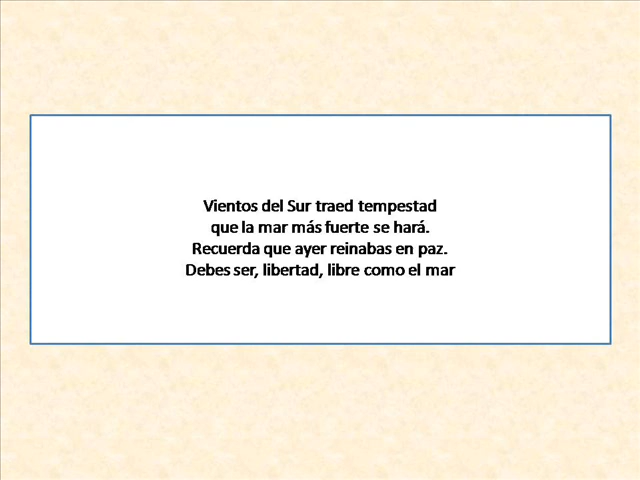 Vientos del Sur traed tempestad
que la mar más fuerte se hará.
Recuerda que ayer reinabas en paz.
Debes ser, libertad, libre como el mar